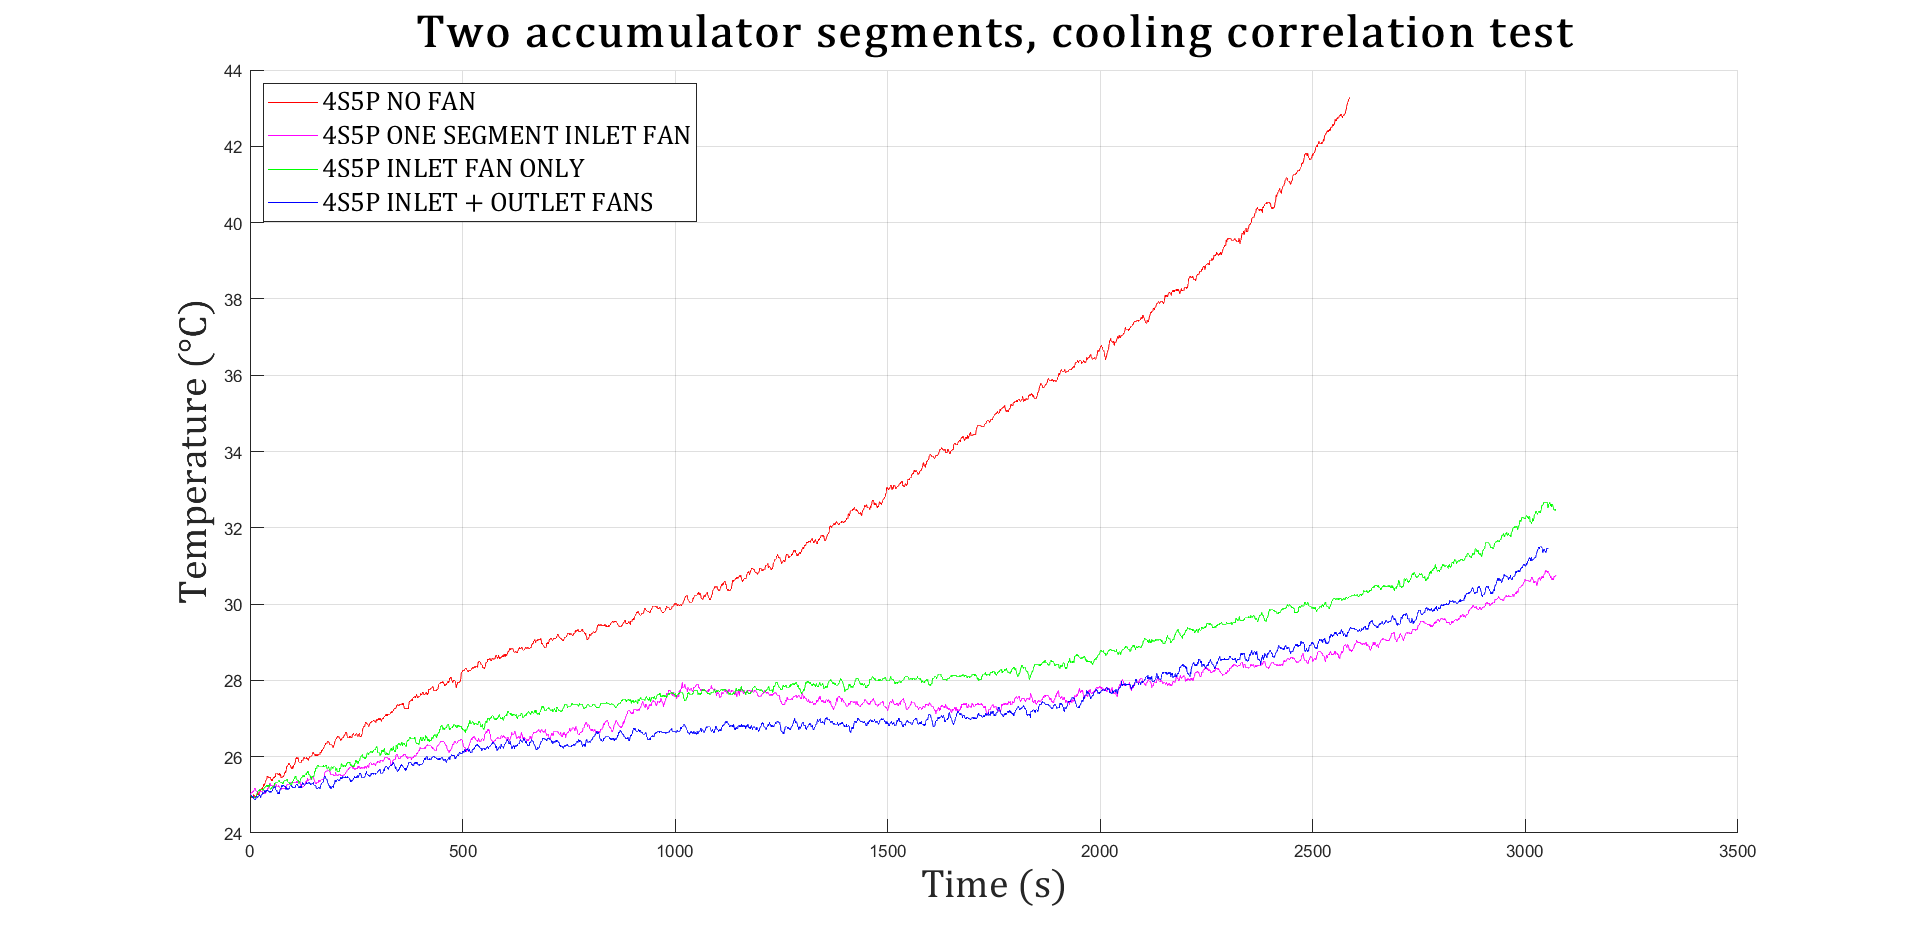 Two accumulator segments, cooling correlation test
44
42
40
38
36
34
32
30
28
26
24
4S5P NO FAN
4S5P ONE SEGMENT INLET FAN
4S5P INLET FAN ONLY
4S5P INLET + OUTLET FANS
Temperature (°C)
0 500 1000 1500 2000 2500 3000 3500
Time (s)